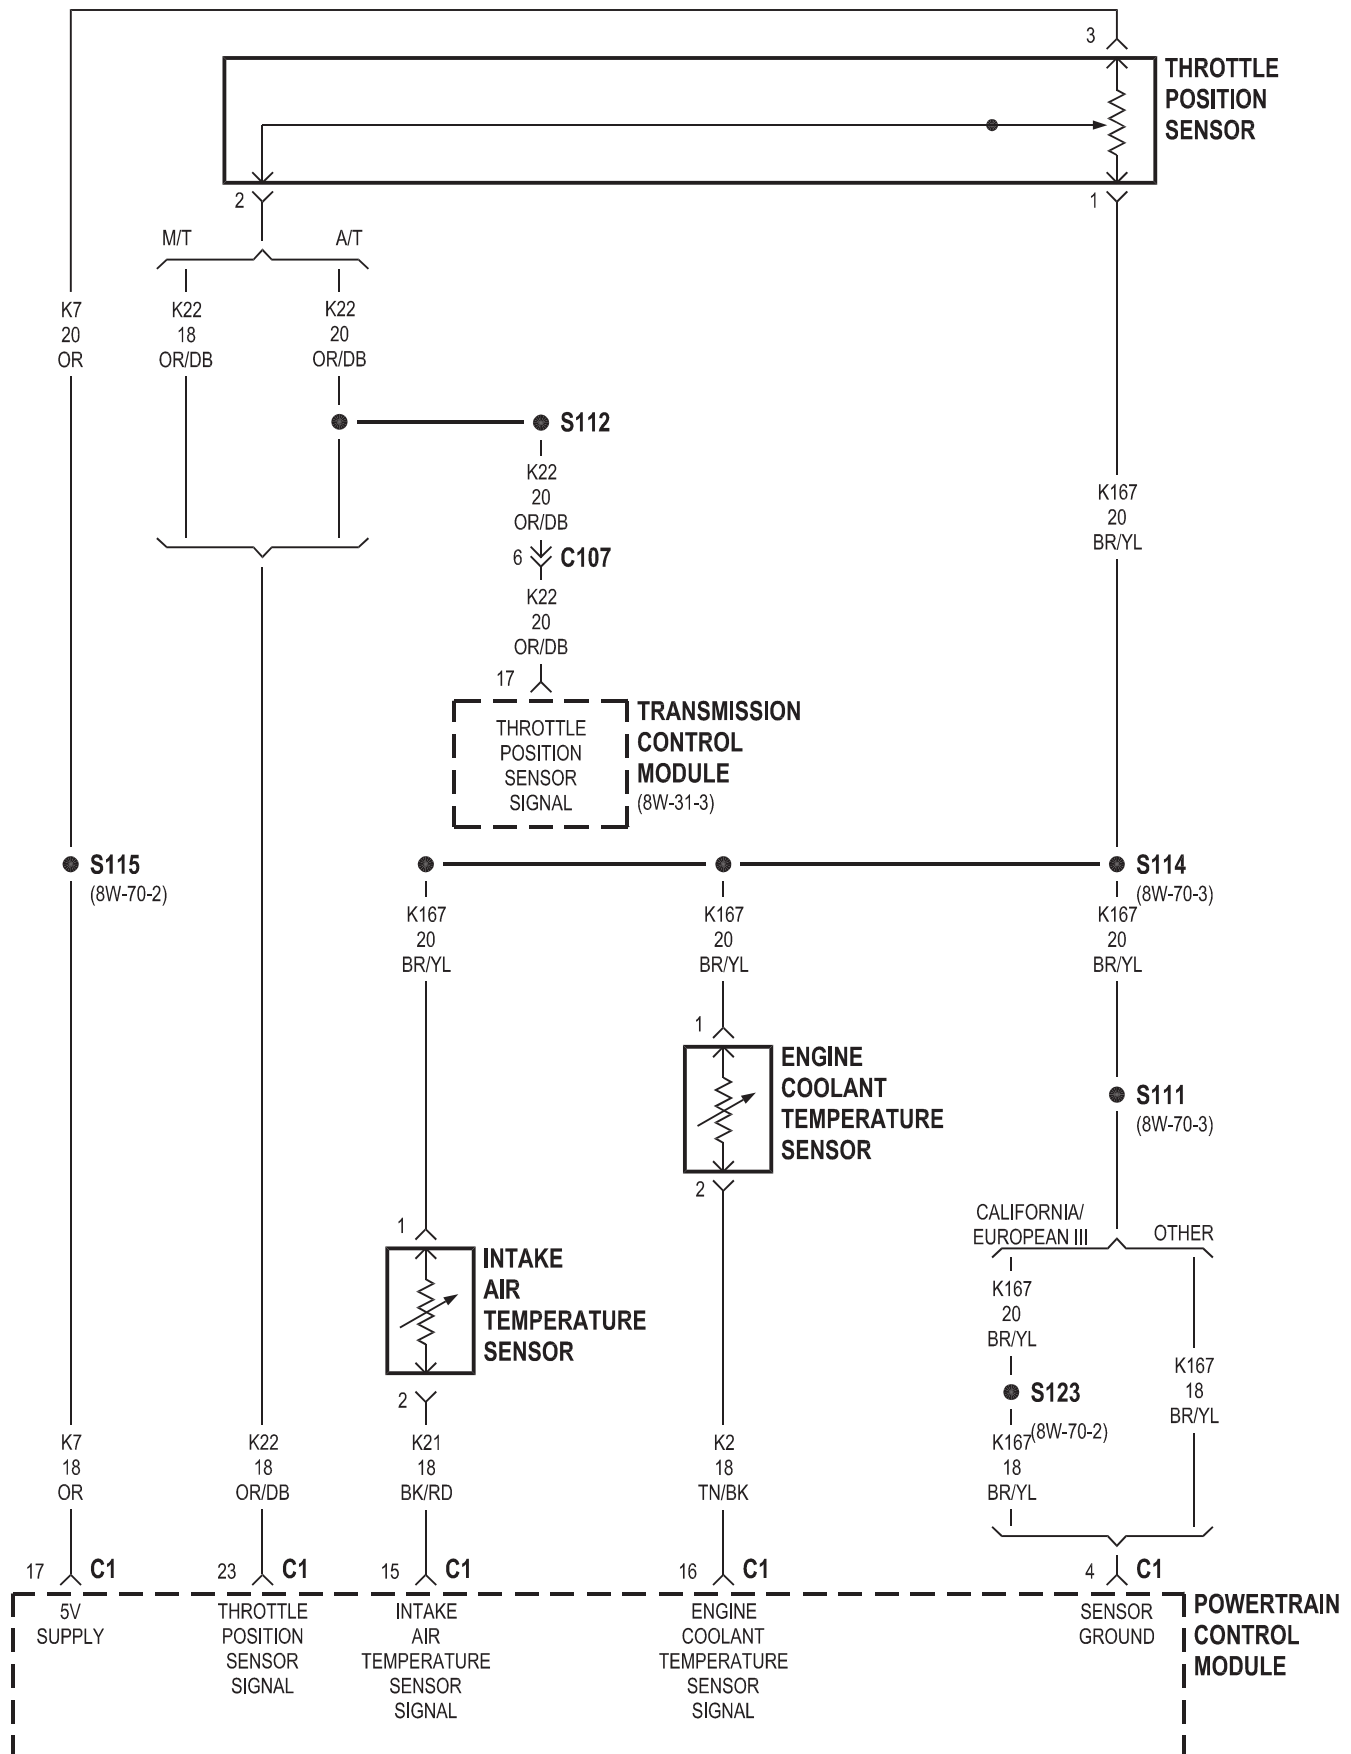 3
THROTTLE
POSITION
SENSOR
2
1
M/T
A/T
K7
20
OR
K22
18
OR/DB
K22
20
OR/DB
S112
K22
20
OR/DB
6
C107
K22
20
OR/DB
17
THROTTLE
POSITION
SENSOR
SIGNAL
TRANSMISSION
CONTROL
MODULE
(8W-31-3)
K167
20
BR/YL
S115
(8W-70-2)
S114
(8W-70-3)
K167
20
BR/YL
K167
20
BR/YL
K167
20
BR/YL
1
ENGINE
COOLANT
TEMPERATURE
SENSOR
2
S111
(8W-70-3)
1
INTAKE
AIR
TEMPERATURE
SENSOR
2
CALIFORNIA/
EUROPEAN III
OTHER
K167
20
BR/YL
S123
(8W-70-2)
K167
18
BR/YL
K167
18
BR/YL
K7
18
OR
K22
18
OR/DB
K21
18
BK/RD
K2
18
TN/BK
17
C1
23
C1
15
C1
16
C1
4
C1
5V
SUPPLY
THROTTLE
POSITION
SENSOR
SIGNAL
INTAKE
AIR
TEMPERATURE
SENSOR
SIGNAL
ENGINE
COOLANT
TEMPERATURE
SENSOR
SIGNAL
SENSOR
GROUND
POWERTRAIN
CONTROL
MODULE